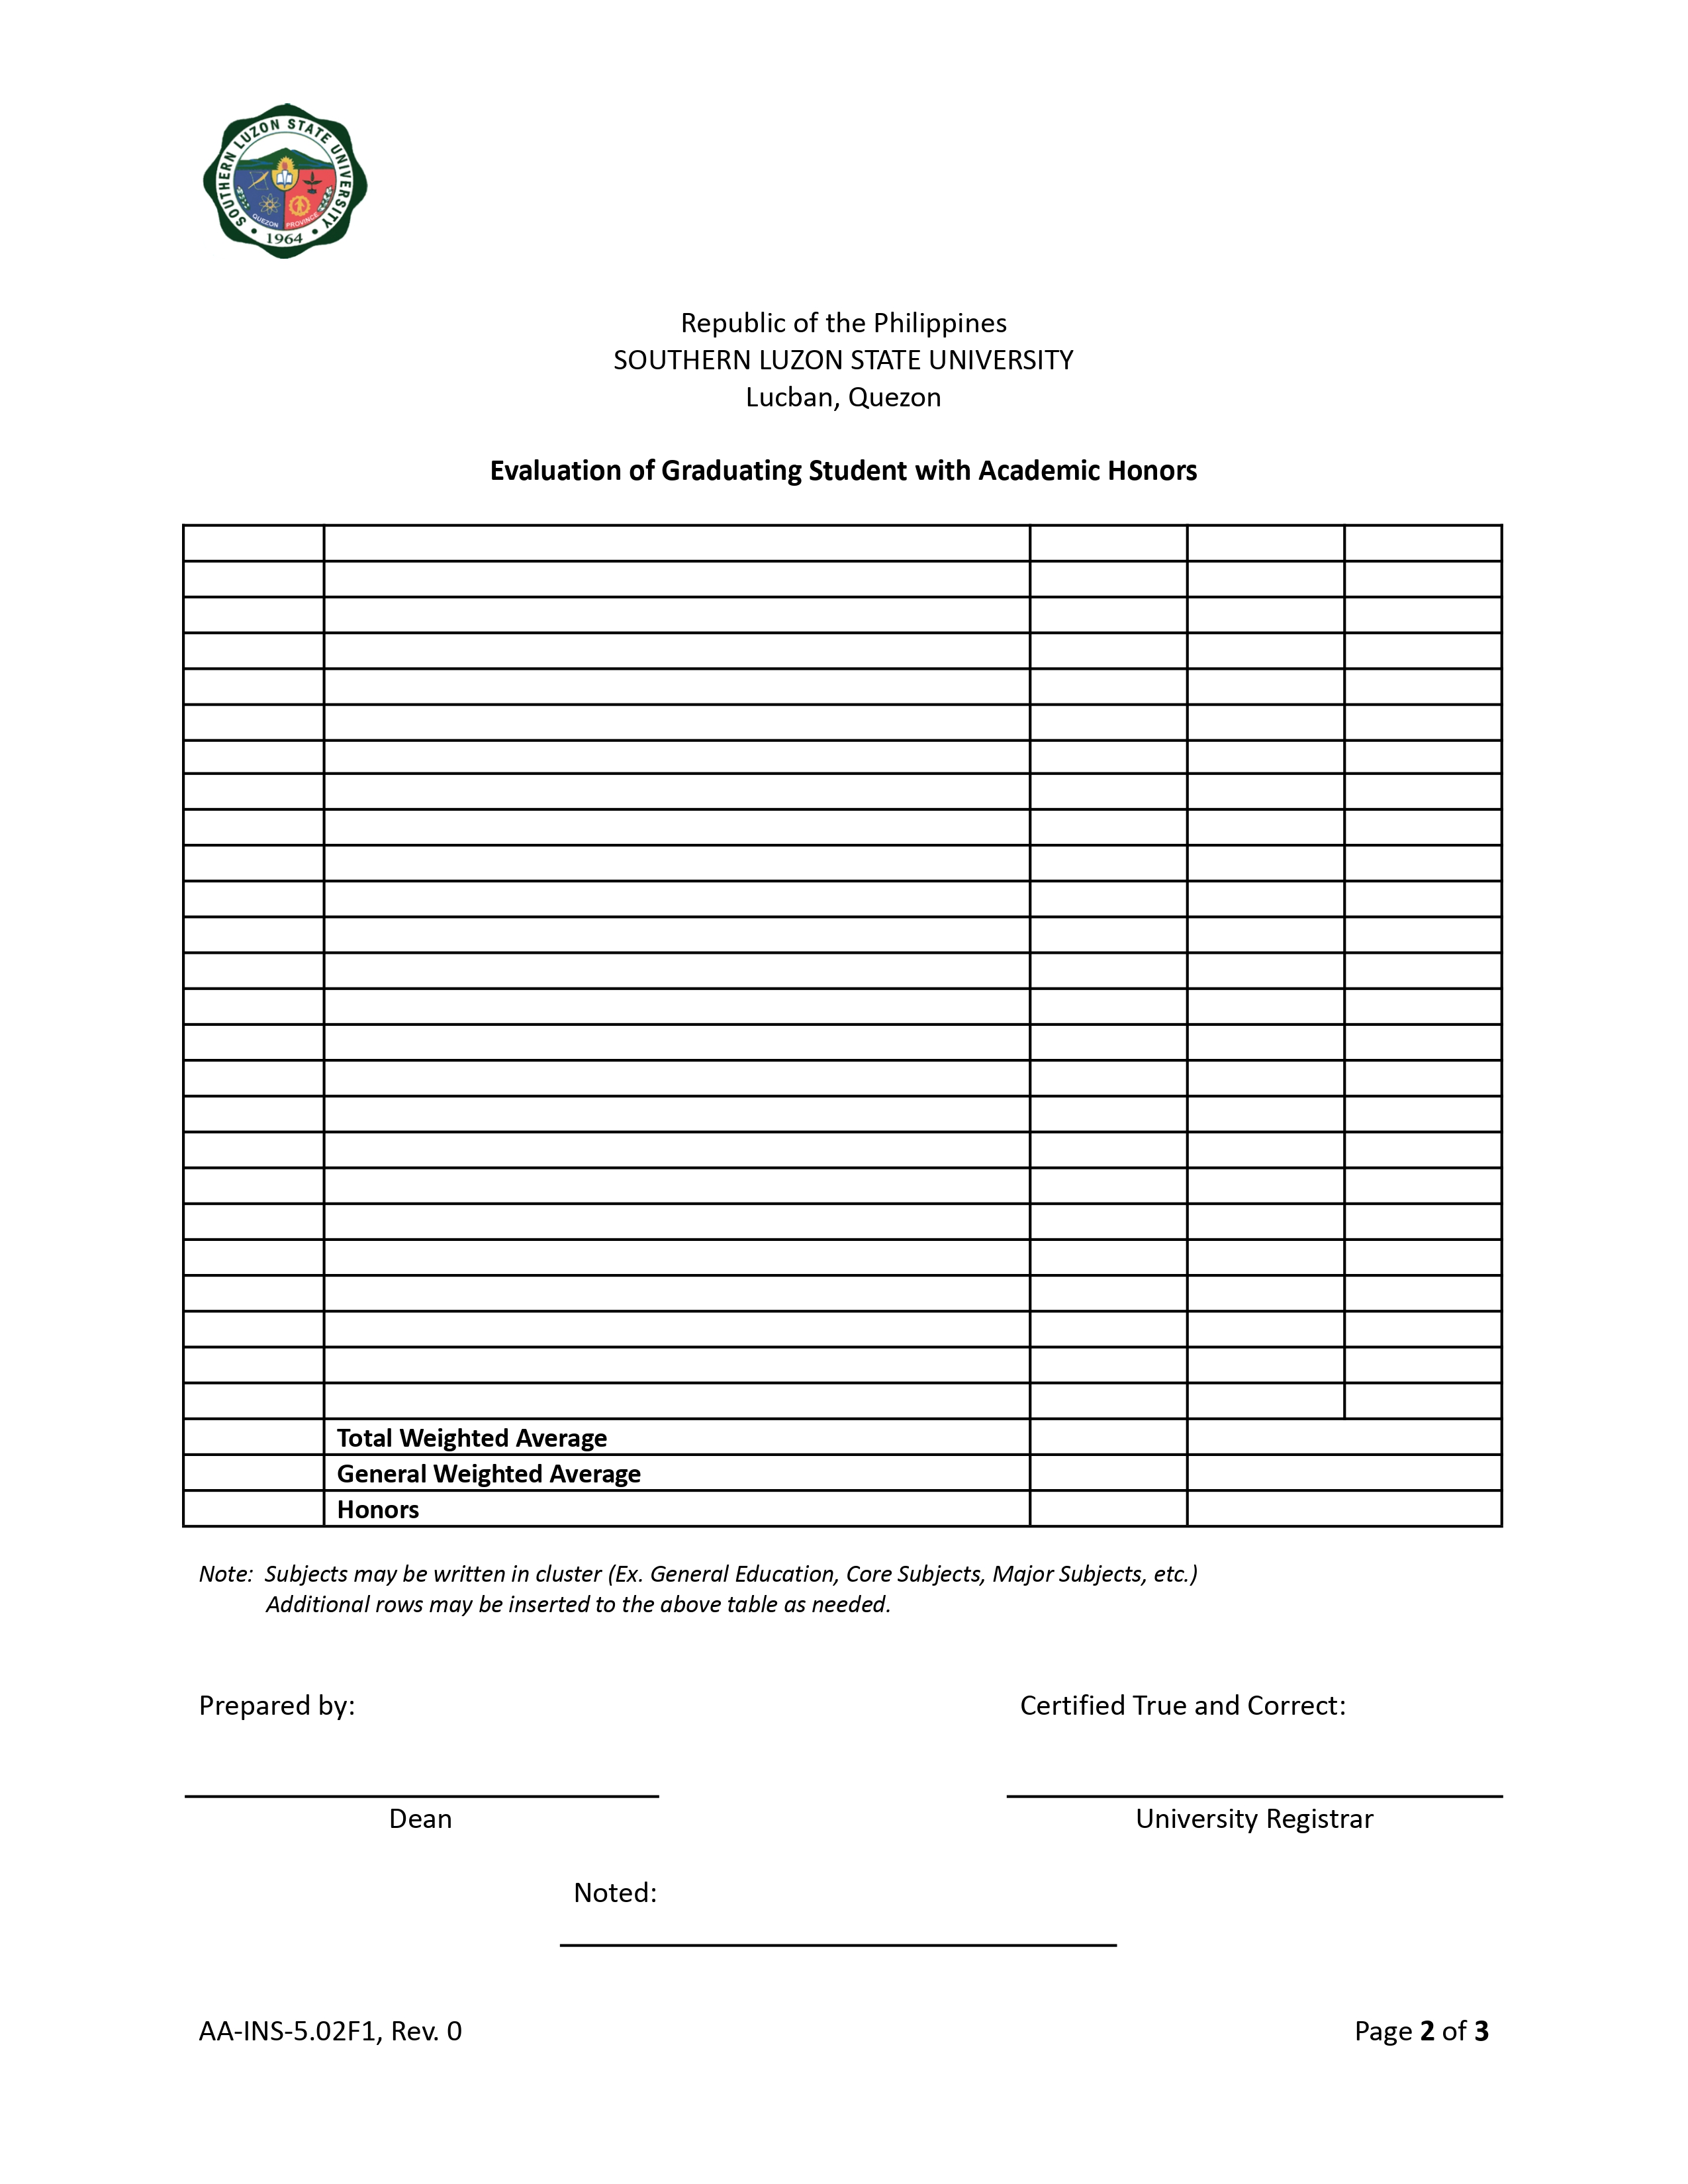 SOUTHERN LUZON STATE UNIVERSITY
QUEZON PROVINCE
• 1964 •
Republic of the Philippines
SOUTHERN LUZON STATE UNIVERSITY
Lucban, Quezon
Evaluation of Graduating Student with Academic Honors
Total Weighted Average
General Weighted Average
Honors
Note: Subjects may be written in cluster (Ex. General Education, Core Subjects, Major Subjects, etc.)
Additional rows may be inserted to the above table as needed.
Prepared by: Certified True and Correct:
Dean University Registrar
Noted:
AA-INS-5.02F1, Rev. 0 Page 2 of 3